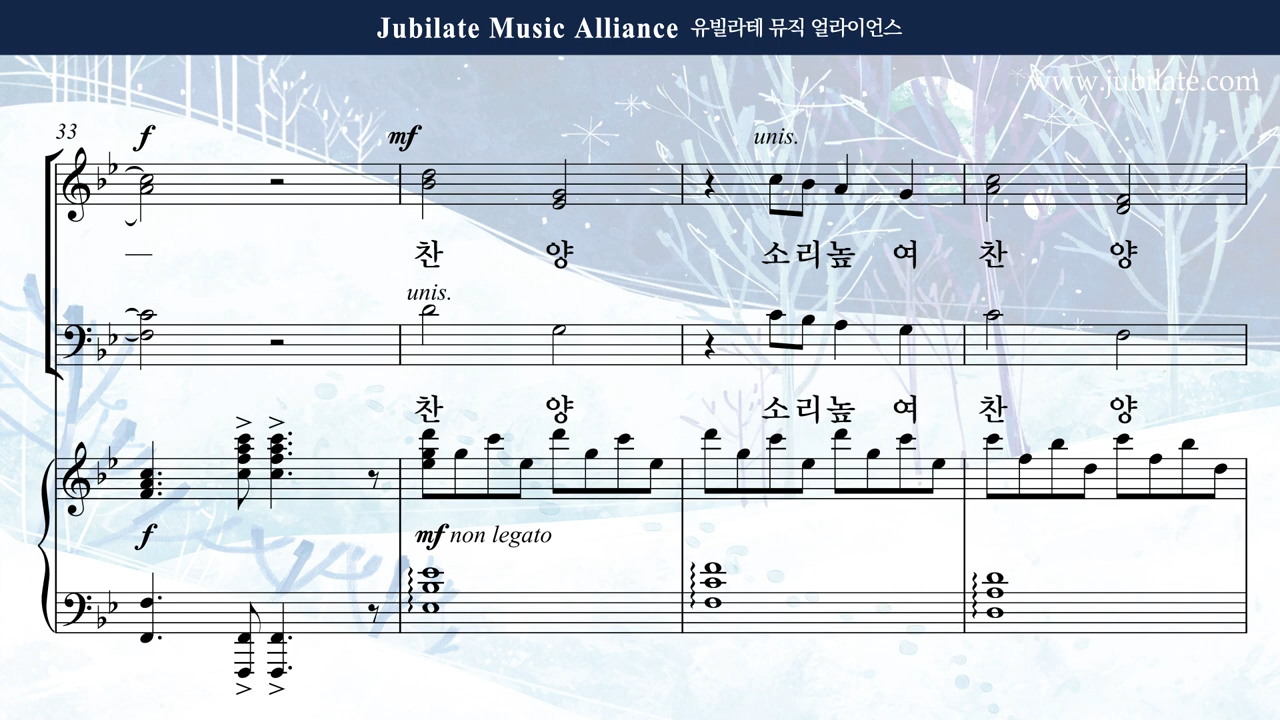 Jubilate Music Alliance 유빌라테 뮤직 얼라이언스
www.jubilate.com
33 f mf unis.
찬 양 소리높여 찬 양
unis.
찬 양 소리높여 찬 양
f mf non legato